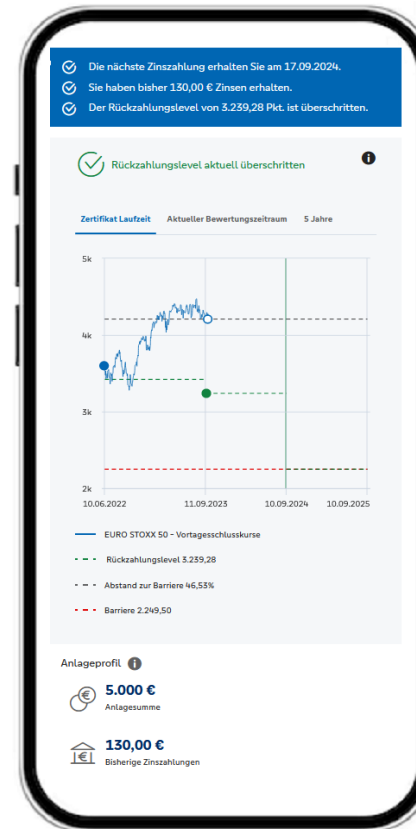 Die nächste Zinszahlung erhalten Sie am 17.09.2024.
Sie haben bisher 130,00 € Zinsen erhalten.
Der Rückzahlungslevel von 3.239,28 Pkt. ist überschritten.
Rückzahlungslevel aktuell überschritten
Zertifikat Laufzeit Aktueller Bewertungszeitraum 5 Jahre
5k
4k
3k
2k
10.06.2022 11.09.2023 10.09.2024 10.09.2025
EURO STOXX 50 - Vortagesschlusskurse
Rückzahlungslevel 3.239,28
Abstand zur Barriere 46,53%
Barriere 2.249,50
Anlageprofil
5.000 €
Anlagesumme
130,00 €
Bisherige Zinszahlungen